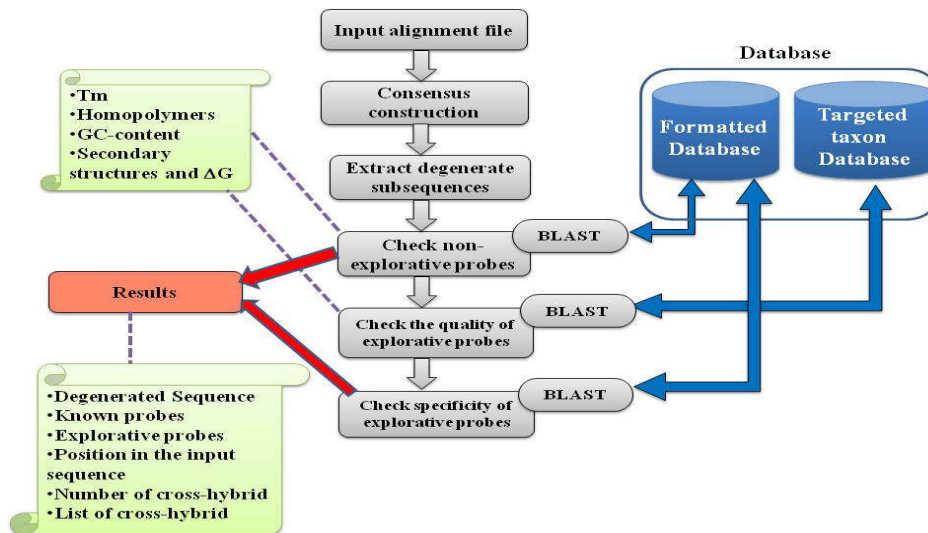 Input alignment file
Consensus
construction
Extract degenerate
subsequences
Check non-
explorative probes
BLAST
Check the quality of
explorative probes
BLAST
Check specificity of
explorative probes
BLAST
Database
Formatted
Database
Targeted
taxon
Database
•Tm
•Homopolymers
•GC-content
•Secondary
structures and ΔG
Results
•Degenerated Sequence
•Known probes
•Explorative probes
•Position in the input
sequence
•Number of cross-hybrid
•List of cross-hybrid